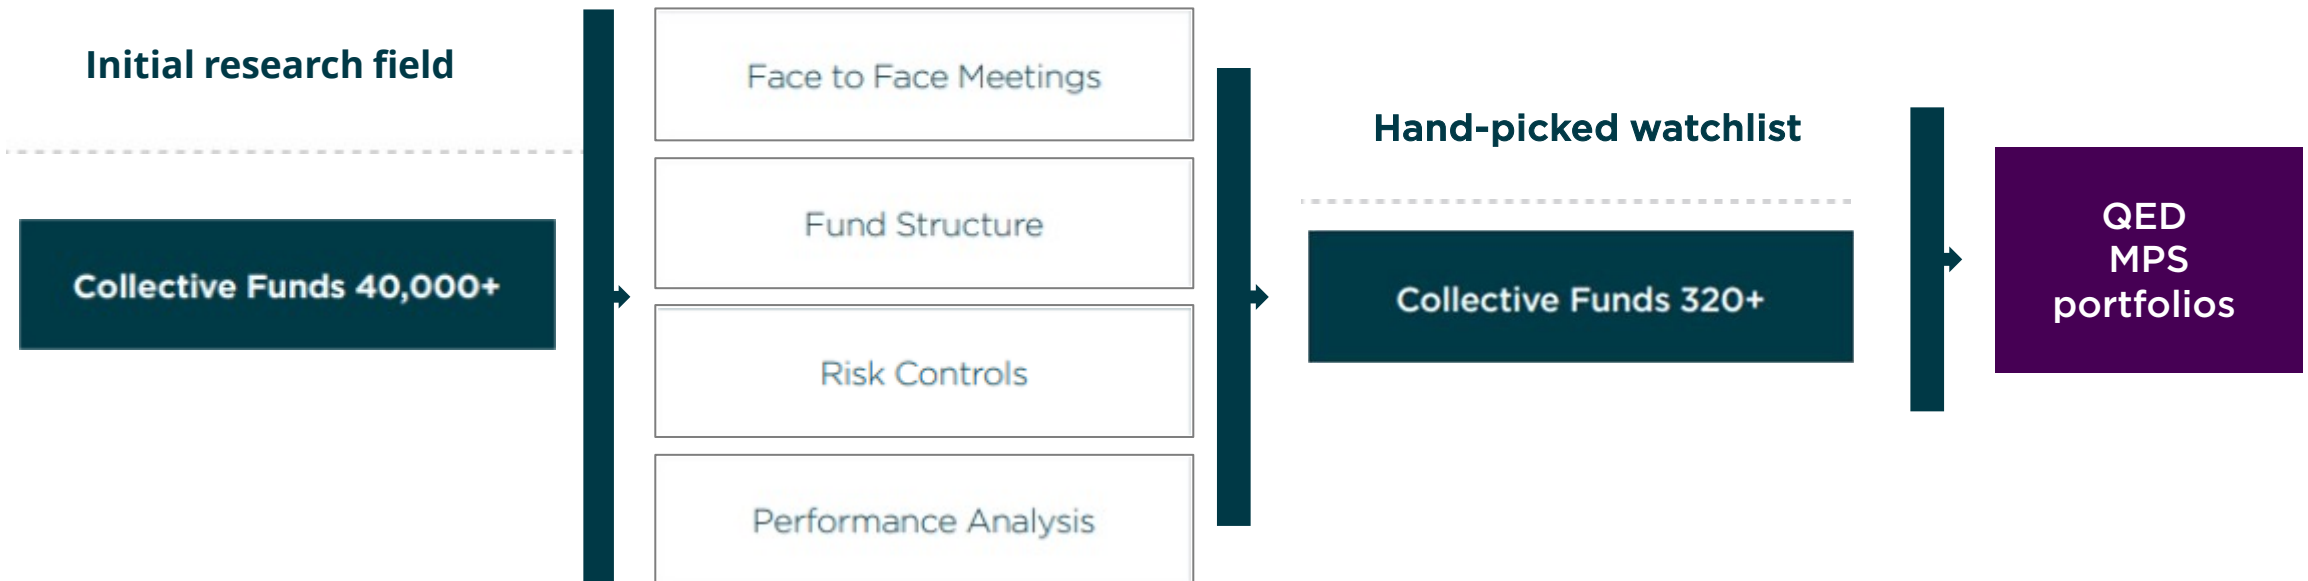 Initial research field
Collective Funds 40,000+
Face to Face Meetings
Fund Structure
Risk Controls
Performance Analysis
Hand-picked watchlist
Collective Funds 320+
QED
MPS
portfolios